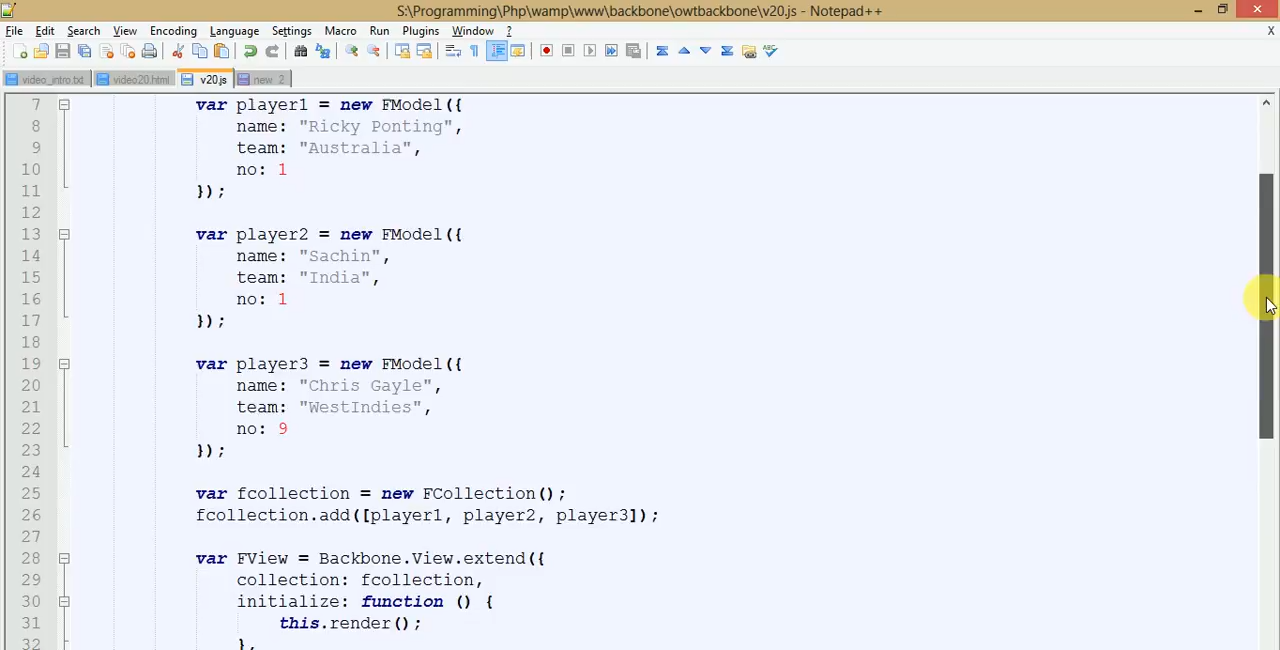 S:\Programming\Php\wamp\www\backbone\owtbackbone\v20.js - Notepad++
File Edit Search View Encoding Language Settings Macro Run Plugins Window ? X
video_intro.txt video20.html v20.js new 2
7 var player1 = new FModel({
8 name: "Ricky Ponting",
9 team: "Australia",
10 no: 1
11 });
12
13 var player2 = new FModel({
14 name: "Sachin",
15 team: "India",
16 no: 1
17 });
18
19 var player3 = new FModel({
20 name: "Chris Gayle",
21 team: "WestIndies",
22 no: 9
23 });
24
25 var fcollection = new FCollection();
26 fcollection.add([player1, player2, player3]);
27
28 var FView = Backbone.View.extend({
29 collection: fcollection,
30 initialize: function () {
31 this.render();
32 },